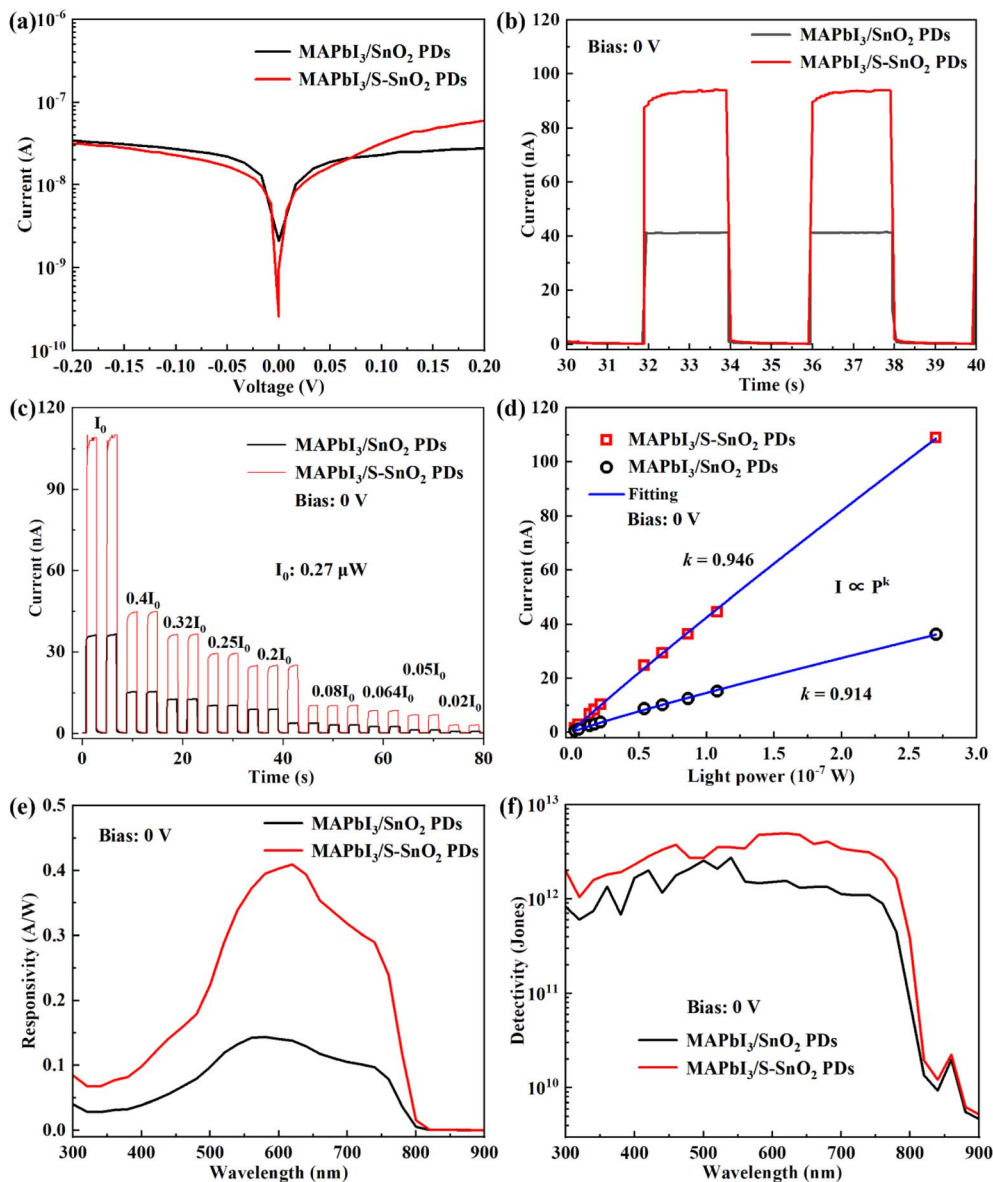 (a)
10⁻⁶
10⁻⁷
10⁻⁸
10⁻⁹
10⁻¹⁰
Current (A)
MAPbI₃/SnO₂ PDs
MAPbI₃/S-SnO₂ PDs
-0.20 -0.15 -0.10 -0.05 0.00 0.05 0.10 0.15 0.20
Voltage (V)
(b)
120
100
80
60
40
20
0
Current (nA)
Bias: 0 V
MAPbI₃/SnO₂ PDs
MAPbI₃/S-SnO₂ PDs
30 31 32 33 34 35 36 37 38 39 40
Time (s)
(c)
120
90
60
30
0
Current (nA)
I₀
MAPbI₃/SnO₂ PDs
MAPbI₃/S-SnO₂ PDs
Bias: 0 V
I₀: 0.27 μW
0.4I₀
0.32I₀
0.25I₀
0.2I₀
0.08I₀
0.064I₀
0.05I₀
0.02I₀
0 20 40 60 80
Time (s)
(d)
120
100
80
60
40
20
0
Current (nA)
MAPbI₃/S-SnO₂ PDs
MAPbI₃/SnO₂ PDs
Fitting
Bias: 0 V
k = 0.946
I ∝ Pᵏ
k = 0.914
0.0 0.5 1.0 1.5 2.0 2.5 3.0
Light power (10⁻⁷ W)
(e)
0.5
0.4
0.3
0.2
0.1
0.0
Responsivity (A/W)
Bias: 0 V
MAPbI₃/SnO₂ PDs
MAPbI₃/S-SnO₂ PDs
300 400 500 600 700 800 900
Wavelength (nm)
(f)
10¹³
10¹²
10¹¹
10¹⁰
Detectivity (Jones)
Bias: 0 V
MAPbI₃/SnO₂ PDs
MAPbI₃/S-SnO₂ PDs
300 400 500 600 700 800 900
Wavelength (nm)